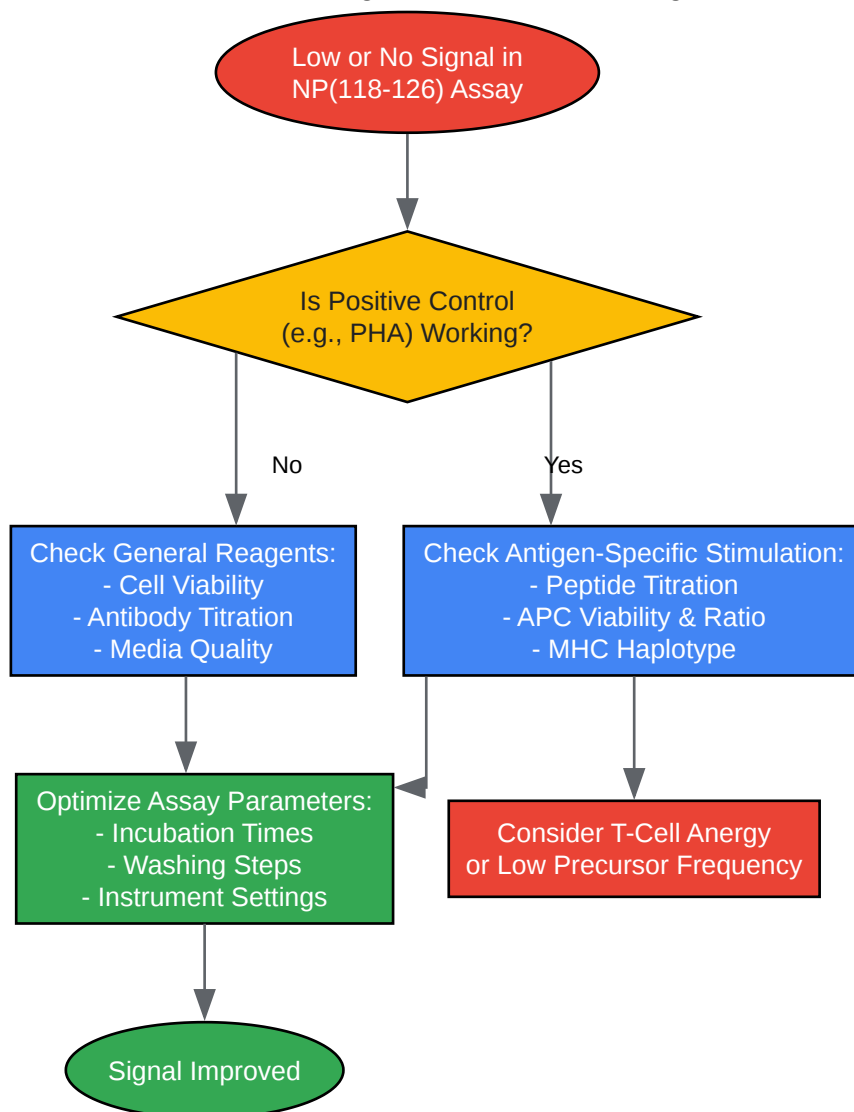 Low or No Signal in
NP(118-126) Assay
Is Positive Control
(e.g., PHA) Working?
No
Yes
Check General Reagents:
- Cell Viability
- Antibody Titration
- Media Quality
Check Antigen-Specific Stimulation:
- Peptide Titration
- APC Viability & Ratio
- MHC Haplotype
Optimize Assay Parameters:
- Incubation Times
- Washing Steps
- Instrument Settings
Consider T-Cell Anergy
or Low Precursor Frequency
Signal Improved